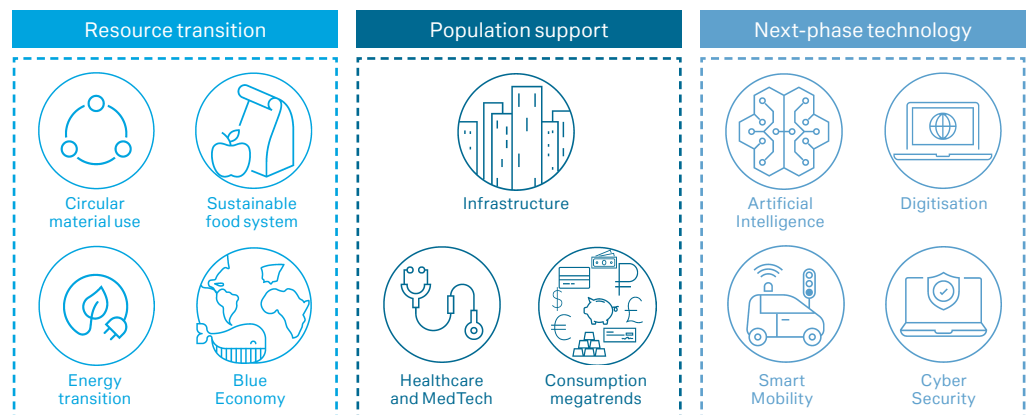 Resource transition
Circular
material use
Sustainable
food system
Energy
transition
Blue
Economy
Population support
Infrastructure
$
₽
€
£
Healthcare
and MedTech
Consumption
megatrends
Next-phase technology
Artificial
Intelligence
Digitisation
Smart
Mobility
Cyber
Security